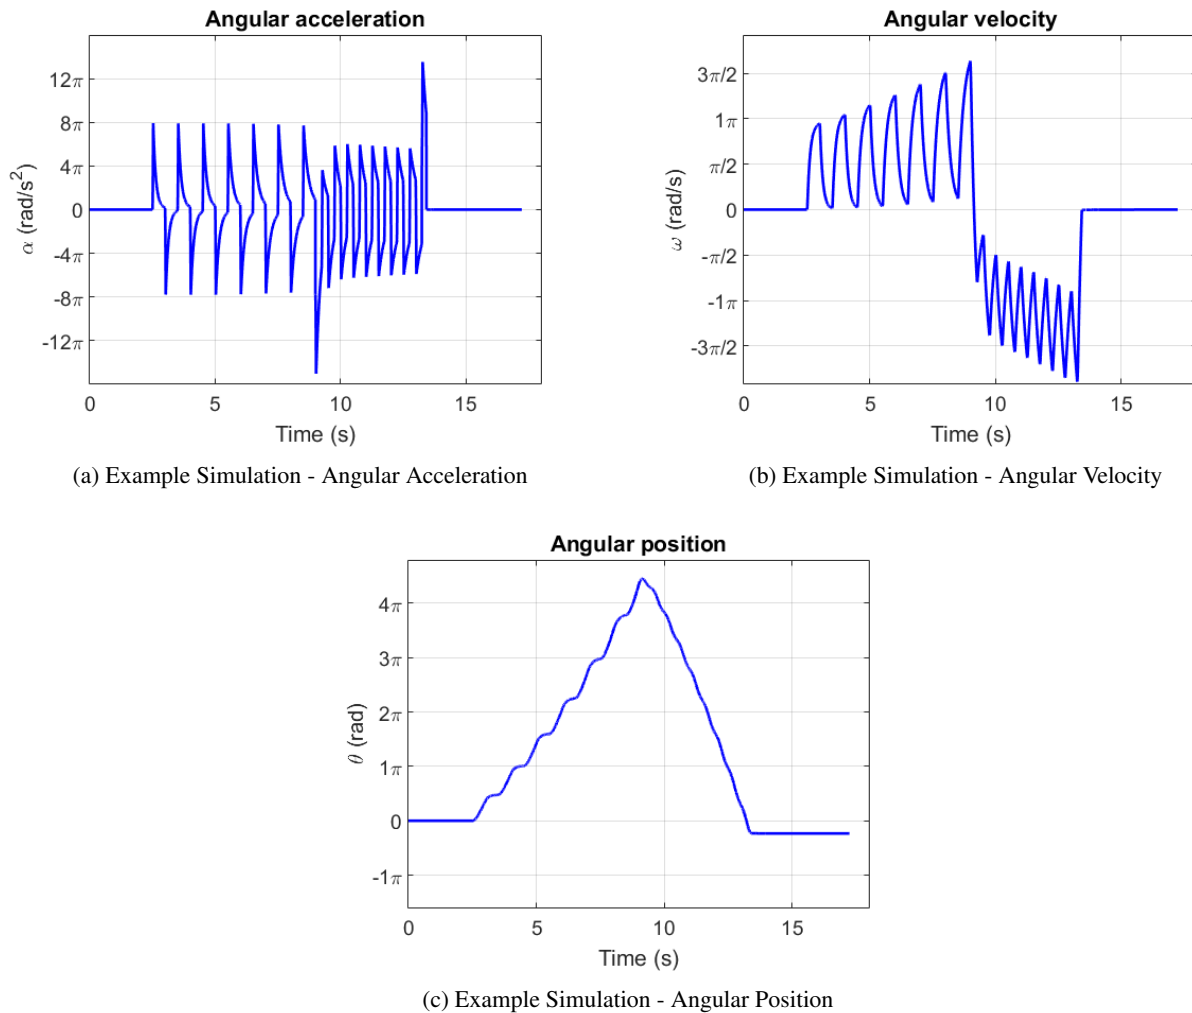 Angular acceleration
12π
8π
4π
0
-4π
-8π
-12π
α (rad/s²)
0 5 10 15
Time (s)
(a) Example Simulation - Angular Acceleration
Angular velocity
3π/2
1π
π/2
0
-π/2
-1π
-3π/2
ω (rad/s)
0 5 10 15
Time (s)
(b) Example Simulation - Angular Velocity
Angular position
4π
3π
2π
1π
0
-1π
θ (rad)
0 5 10 15
Time (s)
(c) Example Simulation - Angular Position